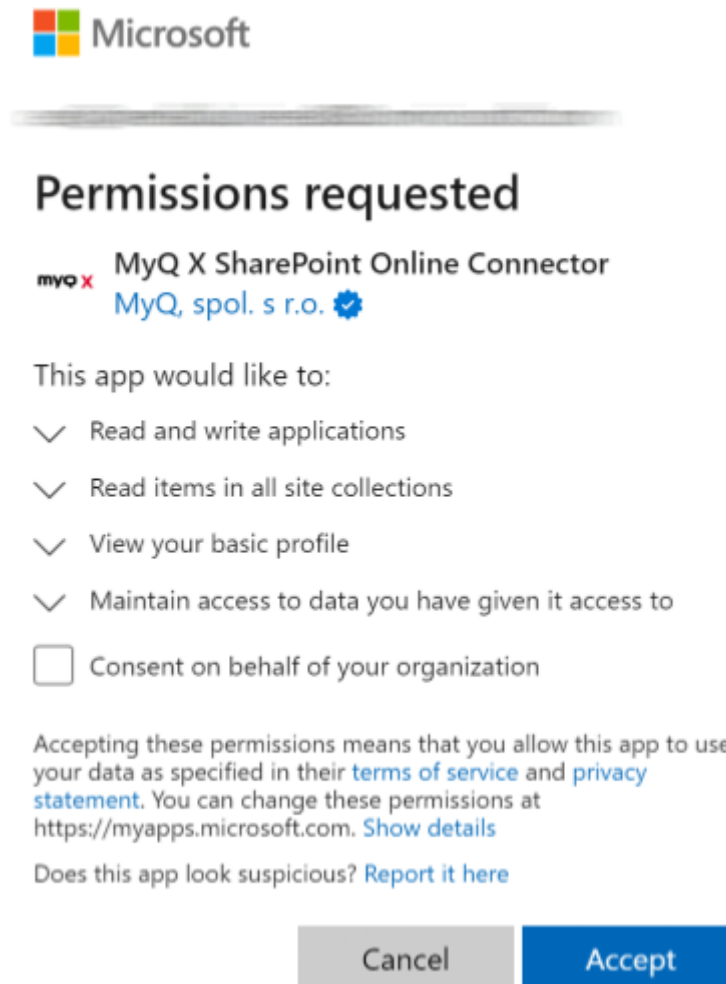 Microsoft
Permissions requested
myQ X
MyQ X SharePoint Online Connector
MyQ, spol. s r.o.
This app would like to:
Read and write applications
Read items in all site collections
View your basic profile
Maintain access to data you have given it access to
Consent on behalf of your organization
Accepting these permissions means that you allow this app to use
your data as specified in their terms of service and privacy
statement. You can change these permissions at
https://myapps.microsoft.com. Show details
Does this app look suspicious? Report it here
Cancel
Accept